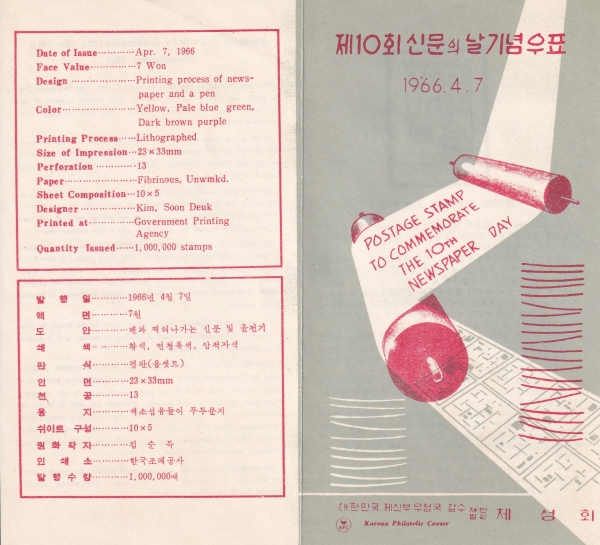 Date of Issue············Apr. 7, 1966
Face Value············7 Won
Design ··················Printing process of news-
paper and a pen
Color·····················Yellow, Pale blue green,
Dark brown purple
Printing Process·····Lithographed
Size of Impression···23×33mm
Perforation ············13
Paper·····················Fibrinous, Unwmkd.
Sheet Composition···10×5
Designer ···············Kim, Soon Deuk
Printed at···············Government Printing
Agency
Quantity Issued·····1,000,000 stamps
발 행 일············1966년 4월 7일
액 면············7원
도 안············펜과 찍혀나가는 신문 및 윤전기
쇄 색············황색, 연청록색, 암적자색
판 식············평판(옵셋트)
인 면············23×33mm
천 공············13
용 지············색소섬유들이 무투문지
쉬이트 구성············10×5
원 화 작 자············김 순 득
인 쇄 소············한국조폐공사
발 행 수 량············1,000,000매
제10회 신문의 날 기념우표
1966.4.7
POSTAGE STAMP
TO COMMEMORATE
THE 10TH
NEWSPAPER DAY
대한민국 체신부우정국 장수 체 성 회
KPC
Korean Philatelic Center